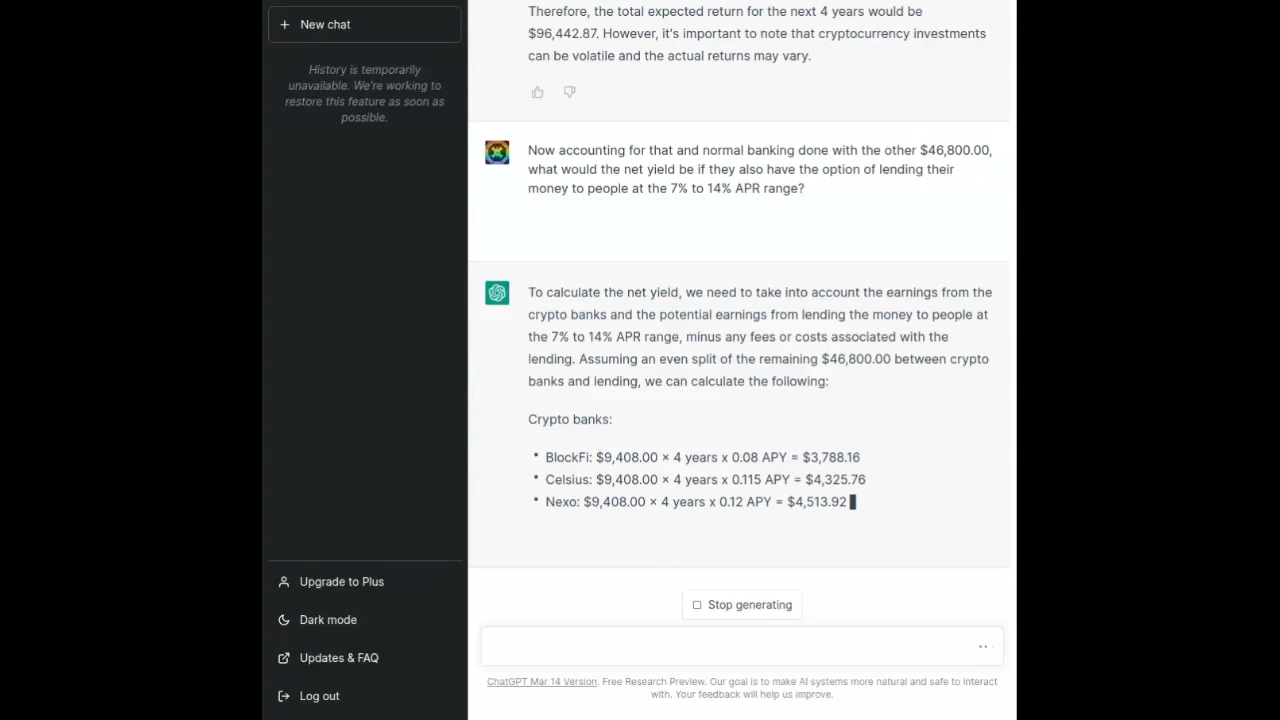 New chat
History is temporarily
unavailable. We're working to
restore this feature as soon as
possible.
Upgrade to Plus
Dark mode
Updates & FAQ
Log out
Therefore, the total expected return for the next 4 years would be
$96,442.87. However, it's important to note that cryptocurrency investments
can be volatile and the actual returns may vary.
Now accounting for that and normal banking done with the other $46,800.00,
what would the net yield be if they also have the option of lending their
money to people at the 7% to 14% APR range?
To calculate the net yield, we need to take into account the earnings from the
crypto banks and the potential earnings from lending the money to people at
the 7% to 14% APR range, minus any fees or costs associated with the
lending. Assuming an even split of the remaining $46,800.00 between crypto
banks and lending, we can calculate the following:
Crypto banks:
• BlockFi: $9,408.00 × 4 years x 0.08 APY = $3,788.16
• Celsius: $9,408.00 × 4 years x 0.115 APY = $4,325.76
• Nexo: $9,408.00 × 4 years x 0.12 APY = $4,513.92
Stop generating
ChatGPT Mar 14 Version. Free Research Preview. Our goal is to make AI systems more natural and safe to interact
with. Your feedback will help us improve.